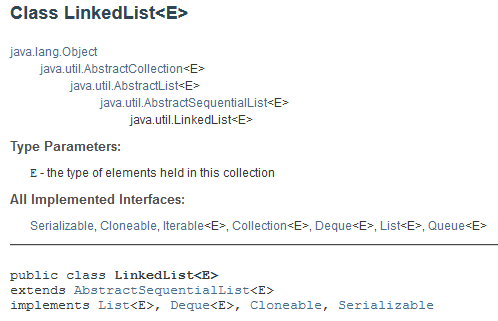 Class LinkedList<E>
java.lang.Object
java.util.AbstractCollection<E>
java.util.AbstractList<E>
java.util.AbstractSequentialList<E>
java.util.LinkedList<E>
Type Parameters:
E - the type of elements held in this collection
All Implemented Interfaces:
Serializable, Cloneable, Iterable<E>, Collection<E>, Deque<E>, List<E>, Queue<E>
public class LinkedList<E>
extends AbstractSequentialList<E>
implements List<E>, Deque<E>, Cloneable, Serializable